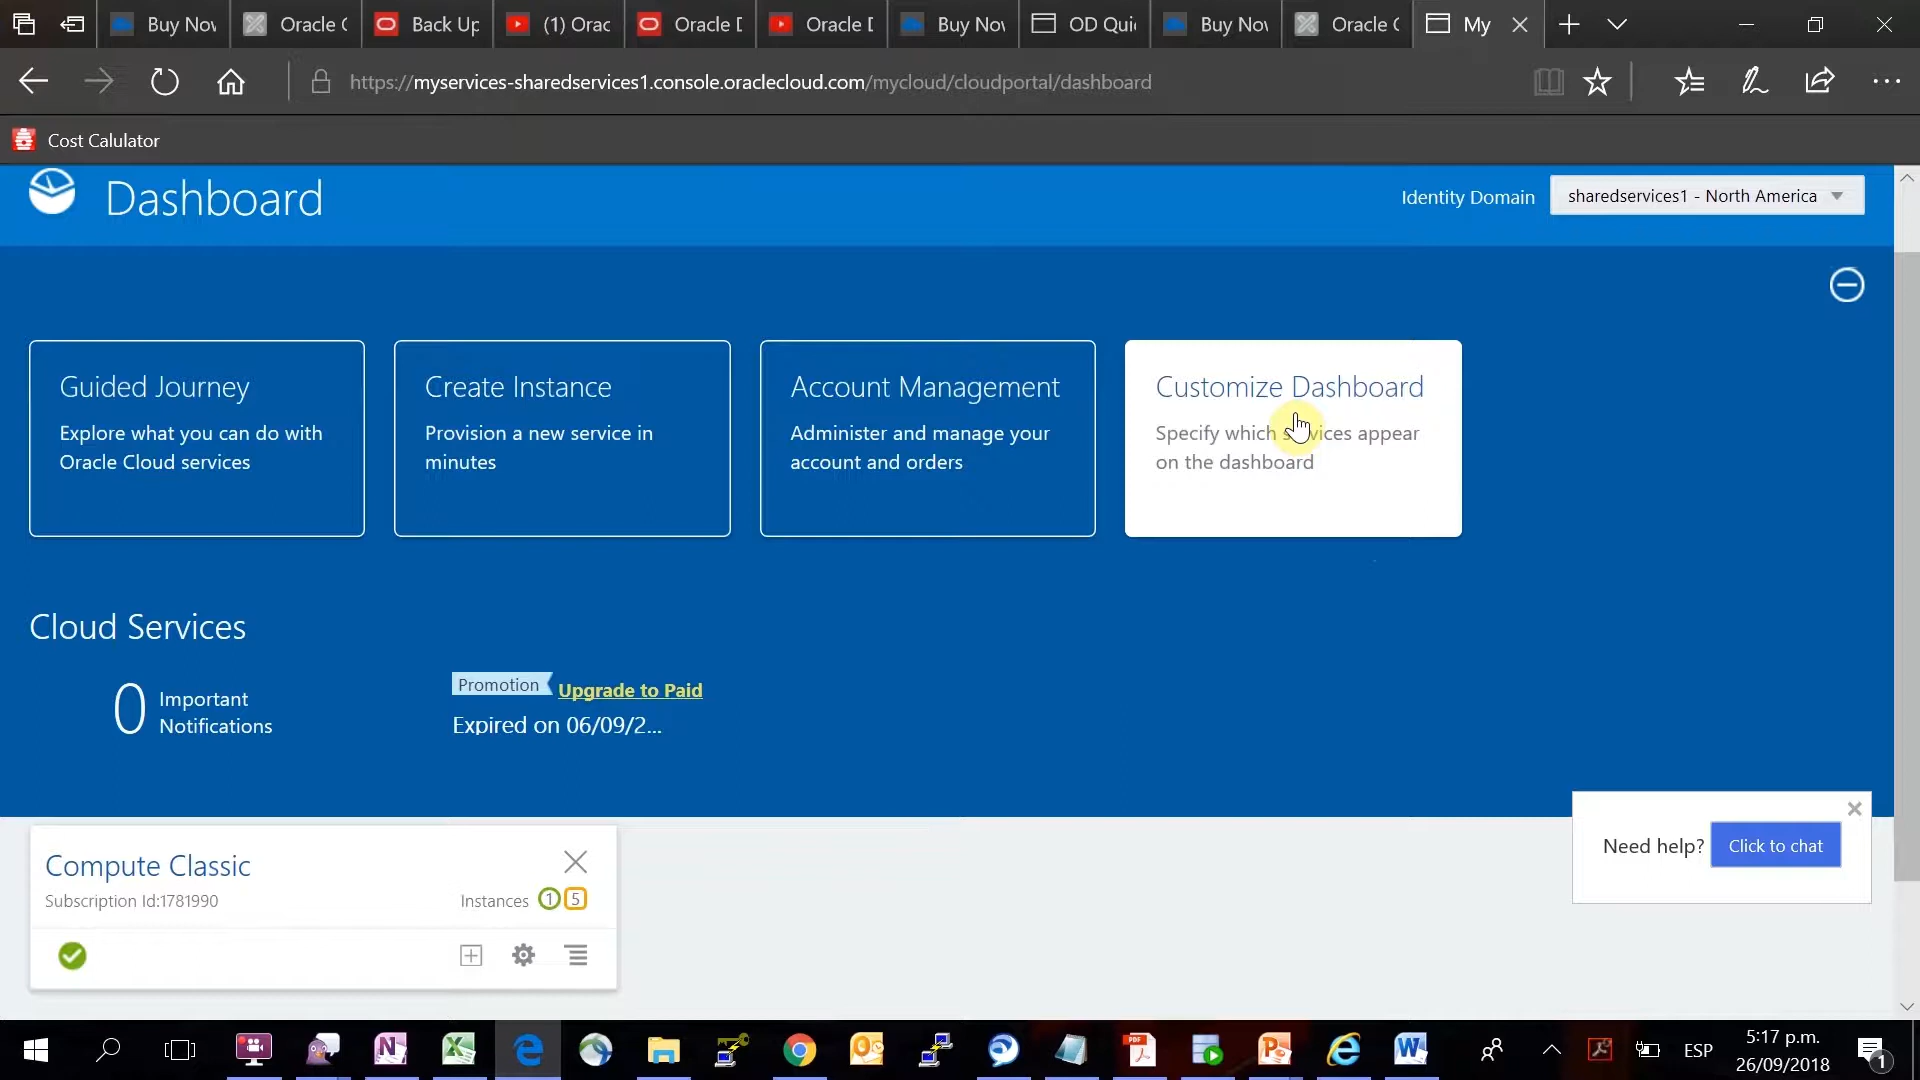 Buy Nov
Oracle C
Back Up
(1) Orac
Oracle D
Oracle D
Buy Nov
OD Qui
Buy Nov
Oracle C
My
https://myservices-sharedservices1.console.oraclecloud.com/mycloud/cloudportal/dashboard
Cost Calulator
Dashboard
Identity Domain
sharedservices1 - North America
Guided Journey
Explore what you can do with
Oracle Cloud services
Create Instance
Provision a new service in
minutes
Account Management
Administer and manage your
account and orders
Customize Dashboard
Specify which services appear
on the dashboard
Cloud Services
0
Important
Notifications
Promotion
Upgrade to Paid
Expired on 06/09/2...
Need help?
Click to chat
Compute Classic
Subscription Id:1781990
Instances 1 5
ESP
5:17 p.m.
26/09/2018
1